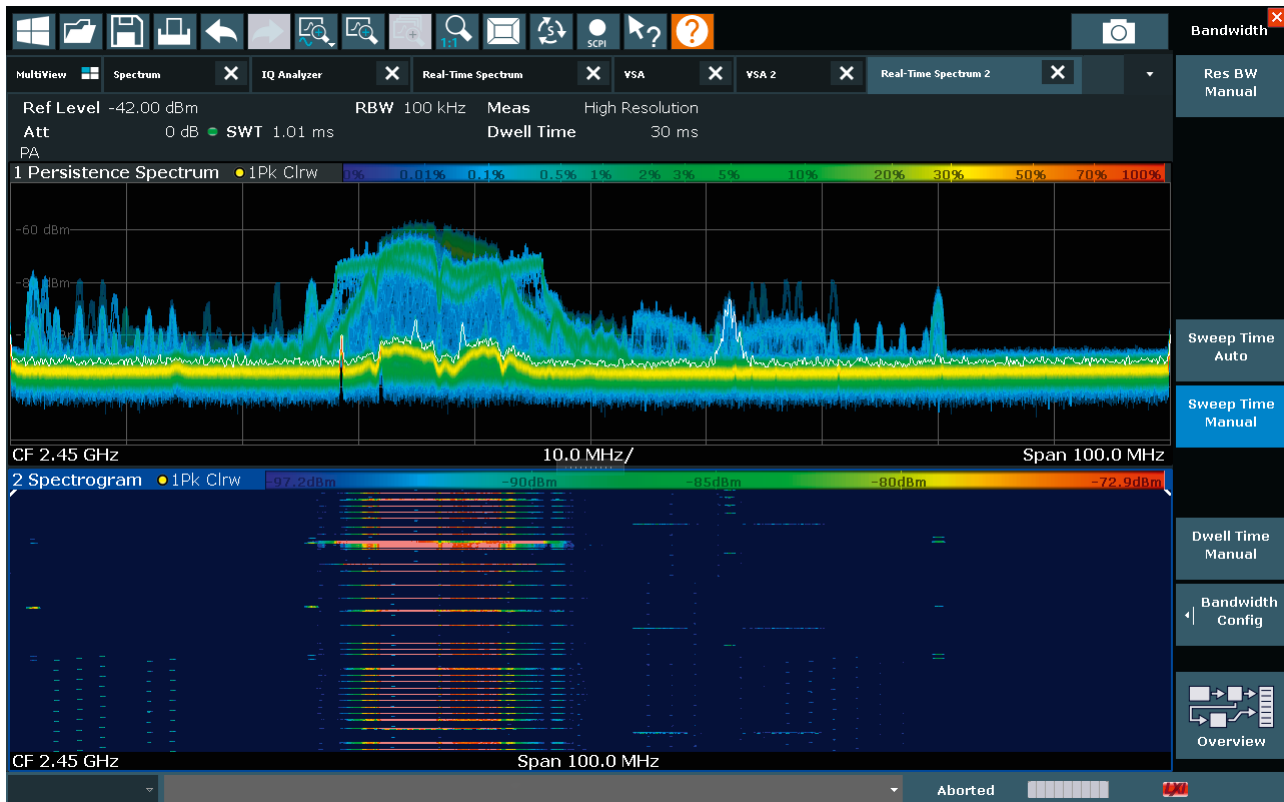 1:1
S
SCPI
?
?
Bandwidth
MultiView Spectrum IQ Analyzer Real-Time Spectrum VSA VSA 2 Real-Time Spectrum 2
Res BW
Manual
Ref Level -42.00 dBm RBW 100 kHz Meas High Resolution
Att 0 dB SWT 1.01 ms Dwell Time 30 ms
PA
1 Persistence Spectrum 1Pk Clrw 0% 0.01% 0.1% 0.5% 1% 2% 3% 5% 10% 20% 30% 50% 70% 100%
-60 dBm
Sweep Time
Auto
Sweep Time
Manual
CF 2.45 GHz 10.0 MHz/ Span 100.0 MHz
2 Spectrogram 1Pk Clrw -97.2dBm -90dBm -85dBm -80dBm -72.9dBm
Dwell Time
Manual
Bandwidth
Config
Overview
CF 2.45 GHz Span 100.0 MHz
Aborted LXI